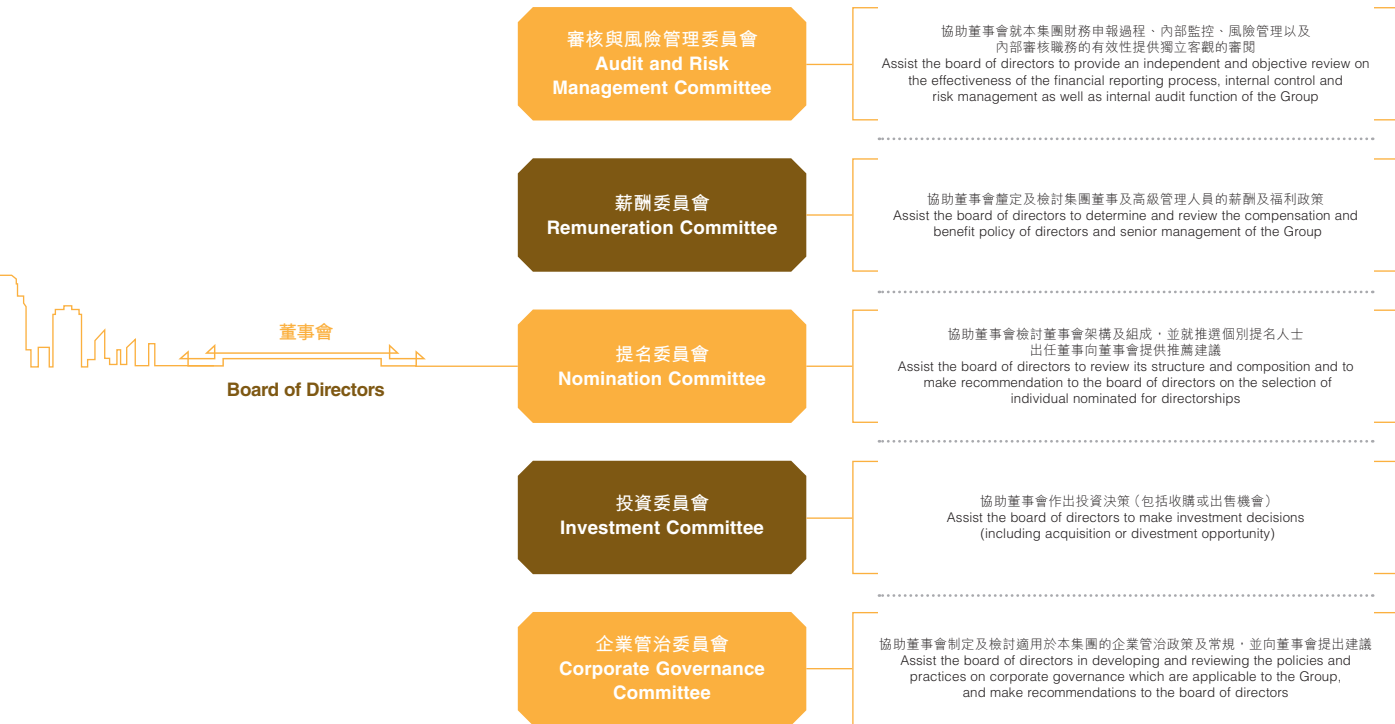 董事會
Board of Directors
審核與風險管理委員會
Audit and Risk
Management Committee
協助董事會就本集團財務申報過程、內部監控、風險管理以及
內部審核職務的有效性提供獨立客觀的審閱
Assist the board of directors to provide an independent and objective review on
the effectiveness of the financial reporting process, internal control and
risk management as well as internal audit function of the Group
薪酬委員會
Remuneration Committee
協助董事會釐定及檢討集團董事及高級管理人員的薪酬及福利政策
Assist the board of directors to determine and review the compensation and
benefit policy of directors and senior management of the Group
提名委員會
Nomination Committee
協助董事會檢討董事會架構及組成，並就推選個別提名人士
出任董事向董事會提供推薦建議
Assist the board of directors to review its structure and composition and to
make recommendation to the board of directors on the selection of
individual nominated for directorships
投資委員會
Investment Committee
協助董事會作出投資決策（包括收購或出售機會）
Assist the board of directors to make investment decisions
(including acquisition or divestment opportunity)
企業管治委員會
Corporate Governance
Committee
協助董事會制定及檢討適用於本集團的企業管治政策及常規，並向董事會提出建議
Assist the board of directors in developing and reviewing the policies and
practices on corporate governance which are applicable to the Group,
and make recommendations to the board of directors